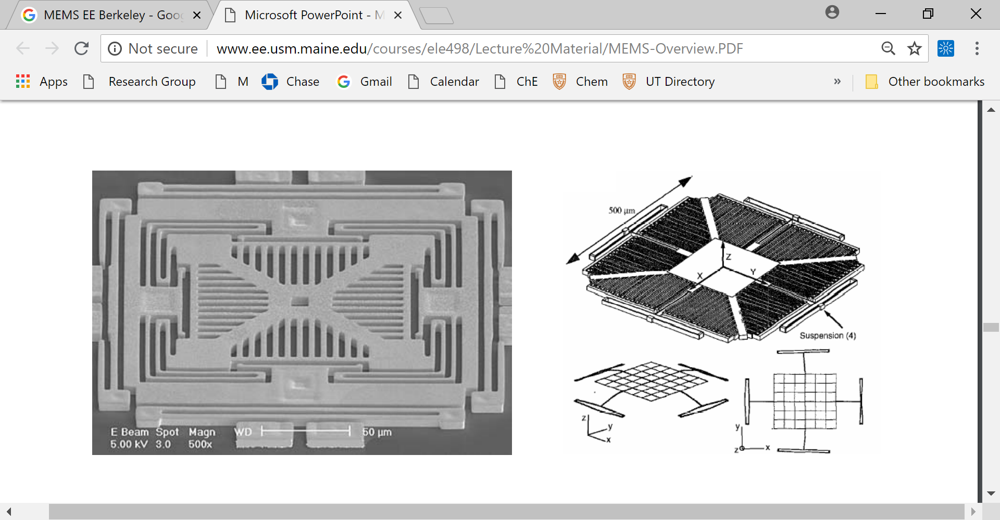 MEMS EE Berkeley - Goog
Microsoft PowerPoint - M
Not secure
www.ee.usm.maine.edu/courses/ele498/Lecture%20Material/MEMS-Overview.PDF
Apps
Research Group
M
Chase
Gmail
Calendar
ChE
Chem
UT Directory
»
Other bookmarks
500 µm
Z
X
Y
Suspension (4)
z
y
x
y
z
x
E Beam Spot Magn WD 50 µm
5.00 kV 3.0 500x